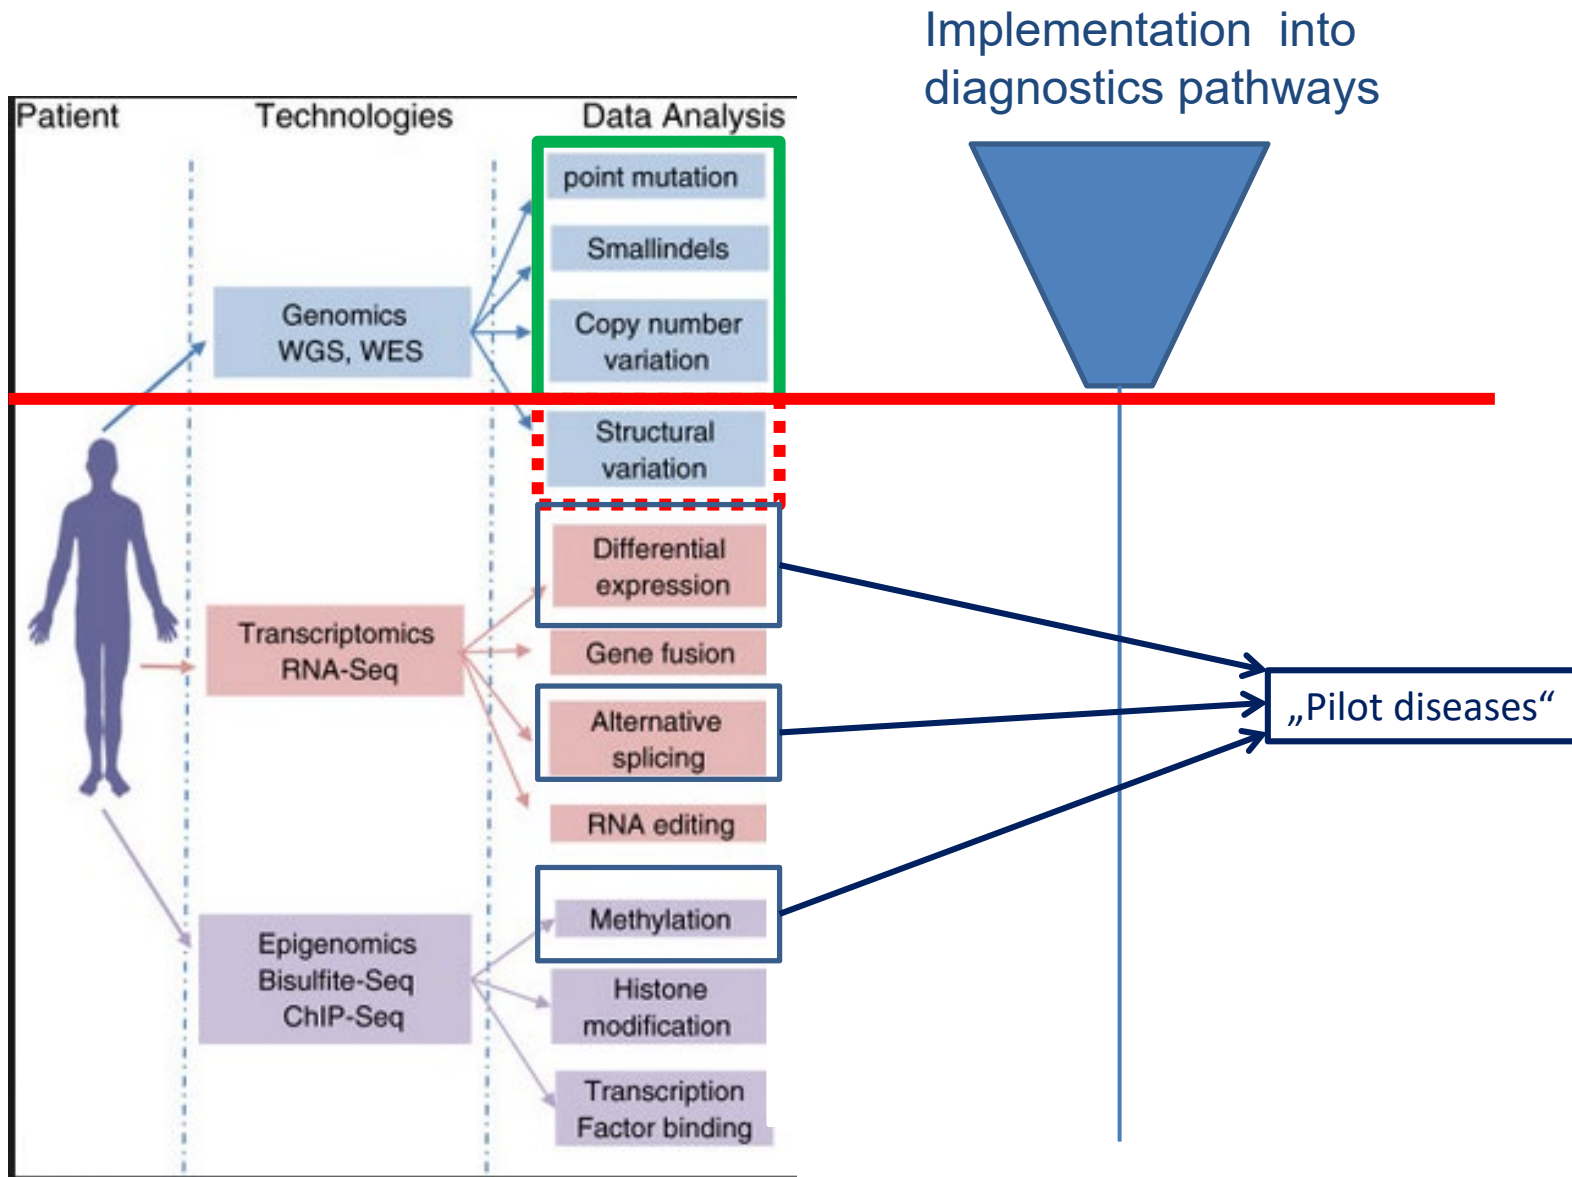 Implementation into
diagnostics pathways
Patient
Technologies
Data Analysis
point mutation
Smallindels
Genomics
WGS, WES
Copy number
variation
Structural
variation
Differential
expression
Transcriptomics
RNA-Seq
Gene fusion
Alternative
splicing
„Pilot diseases“
RNA editing
Methylation
Epigenomics
Bisulfite-Seq
ChIP-Seq
Histone
modification
Transcription
Factor binding